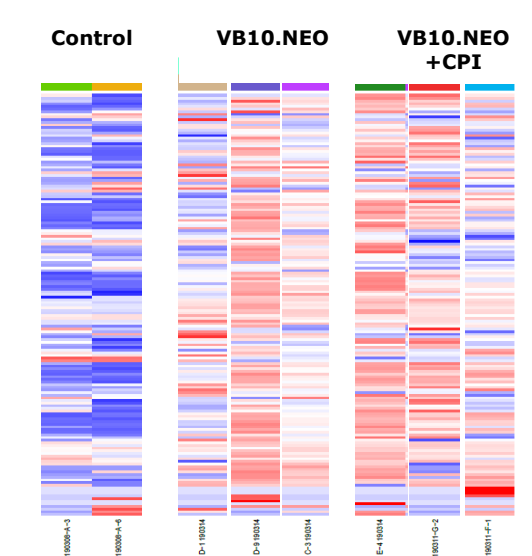 Control
VB10.NEO
VB10.NEO
+CPI
190308-A-3
190308-A-6
D-1 190314
D-9 190314
C-3 190314
E-4 190314
190311-G-2
190311-F-1